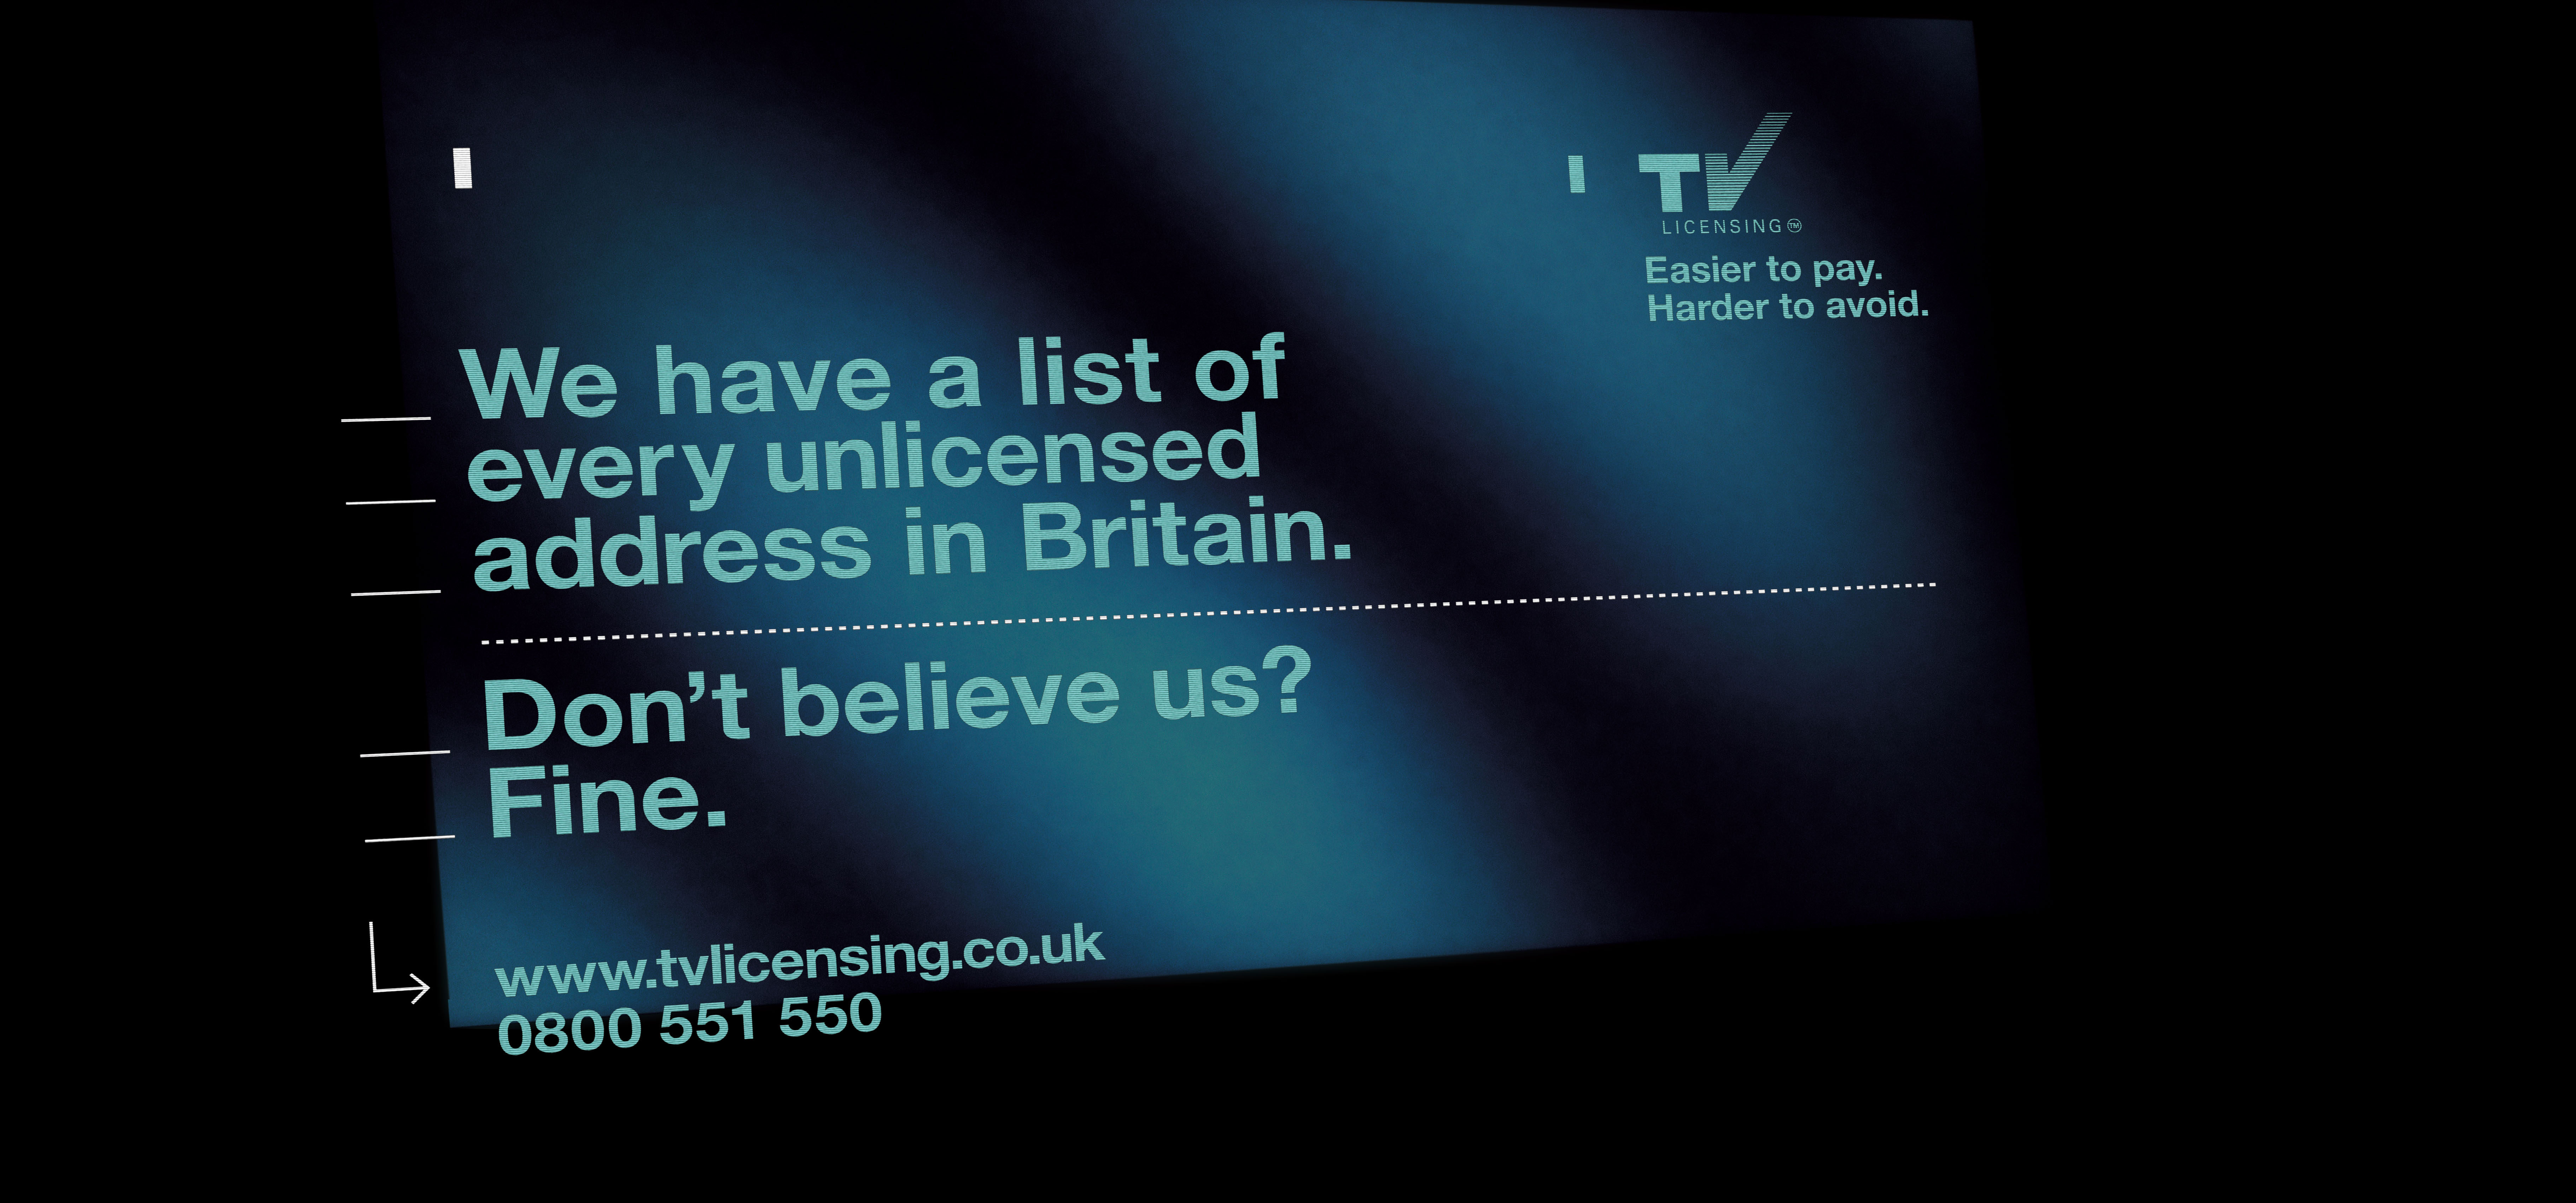 TV
LICENSING™
Easier to pay.
Harder to avoid.
We have a list of
every unlicensed
address in Britain.
Don't believe us?
Fine.
www.tvlicensing.co.uk
0800 551 550